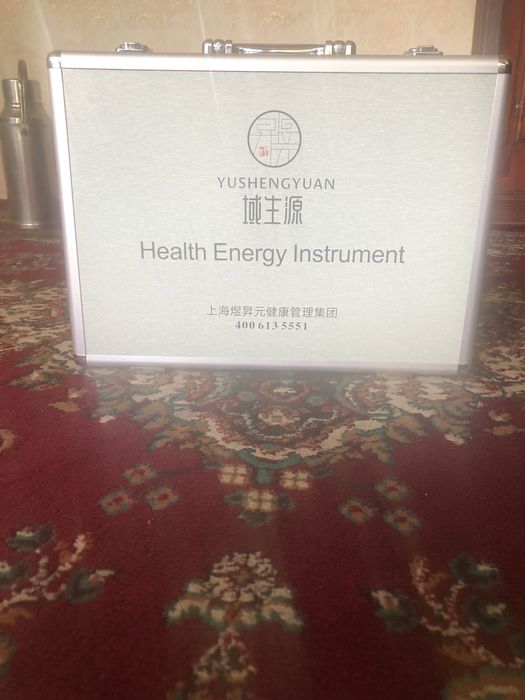 YUSHENGYUAN
域生源
Health Energy Instrument
上海煜昇元健康管理集团
400 613 5551